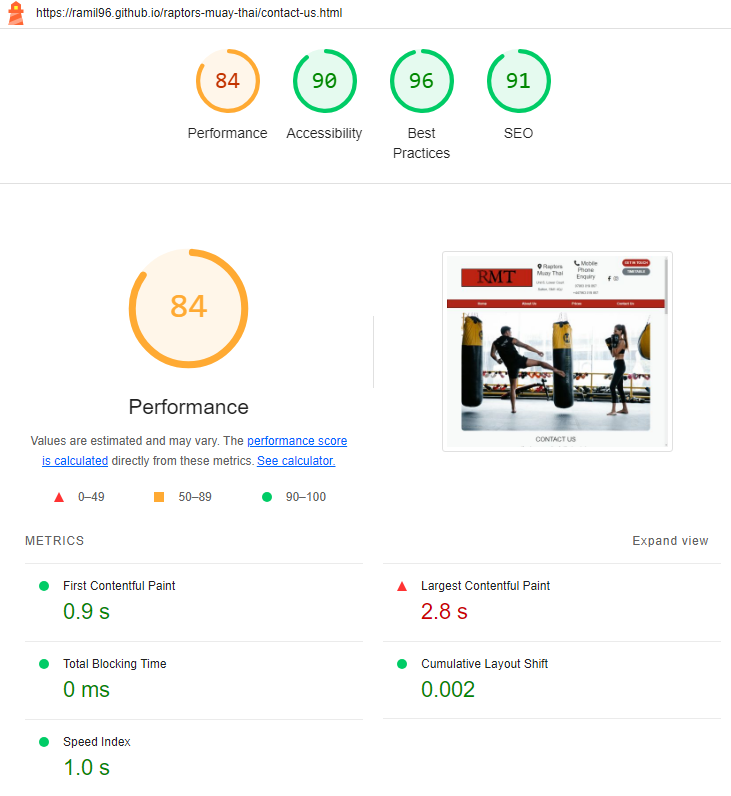 https://ramil96.github.io/raptors-muay-thai/contact-us.html
84
90
96
91
Performance
Accessibility
Best
Practices
SEO
84
Performance
Values are estimated and may vary. The performance score
is calculated directly from these metrics. See calculator.
0–49
50–89
90–100
RMT
Raptors
Muay Thai
Mobile
Phone
Enquiry
GET IN TOUCH
TIMETABLE
Home
About Us
Prices
Contact Us
CONTACT US
METRICS
Expand view
First Contentful Paint
0.9 s
Largest Contentful Paint
2.8 s
Total Blocking Time
0 ms
Cumulative Layout Shift
0.002
Speed Index
1.0 s